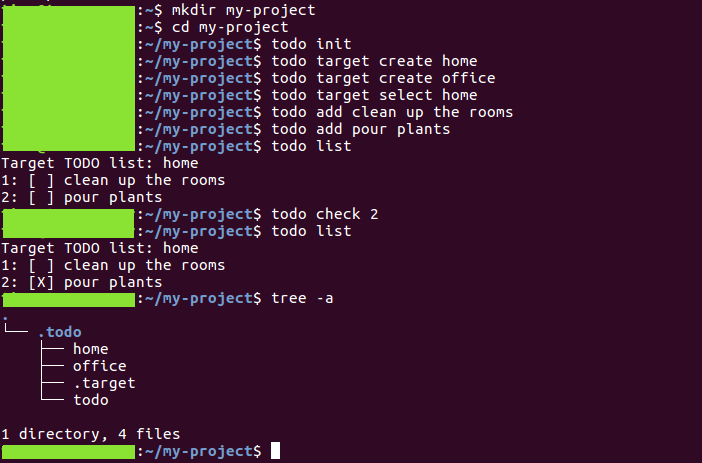 :~$ mkdir my-project
:~$ cd my-project
:~/my-project$ todo init
:~/my-project$ todo target create home
:~/my-project$ todo target create office
:~/my-project$ todo target select home
:~/my-project$ todo add clean up the rooms
:~/my-project$ todo add pour plants
:~/my-project$ todo list
Target TODO list: home
1: [ ] clean up the rooms
2: [ ] pour plants
:~/my-project$ todo check 2
:~/my-project$ todo list
Target TODO list: home
1: [ ] clean up the rooms
2: [X] pour plants
:~/my-project$ tree -a
.
└── .todo
    ├── home
    ├── office
    ├── .target
    └── todo
1 directory, 4 files
:~/my-project$